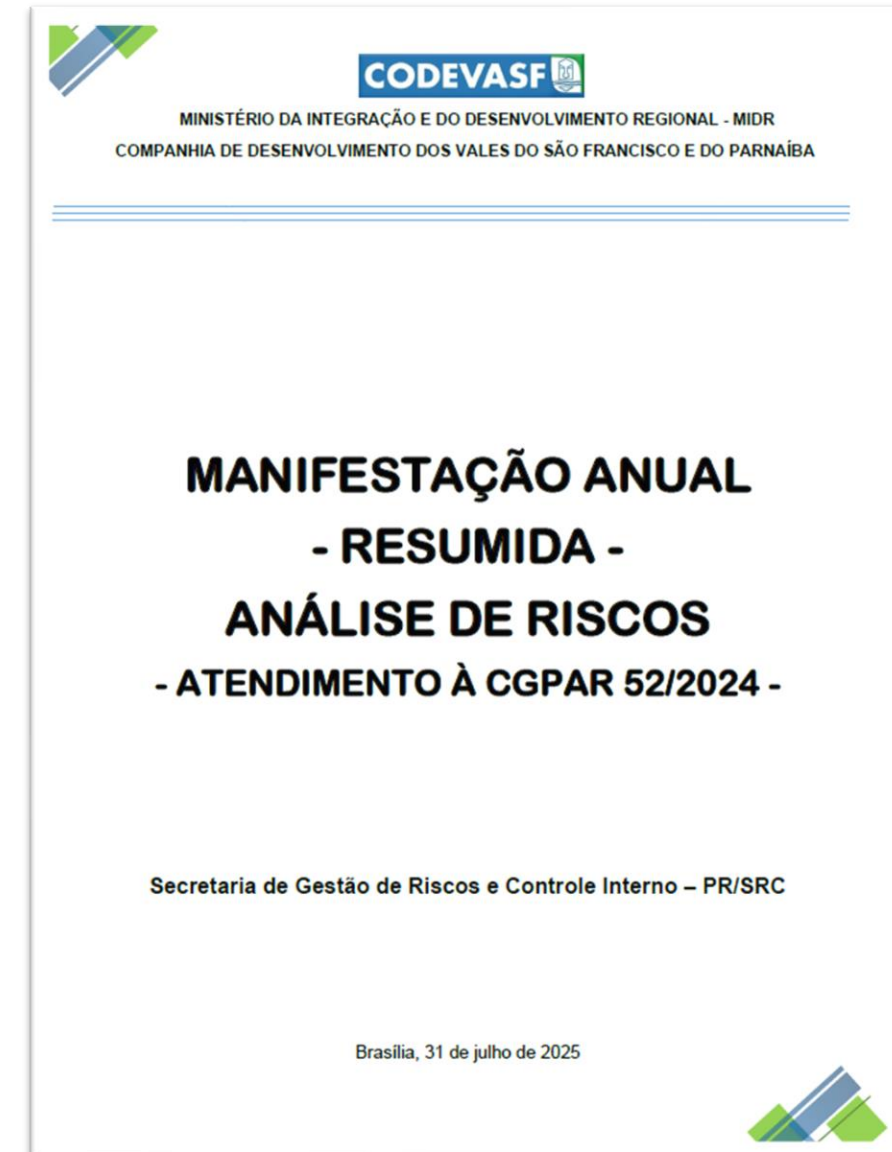 CODEVASF
MINISTÉRIO DA INTEGRAÇÃO E DO DESENVOLVIMENTO REGIONAL - MIDR
COMPANHIA DE DESENVOLVIMENTO DOS VALES DO SÃO FRANCISCO E DO PARNAÍBA
MANIFESTAÇÃO ANUAL
- RESUMIDA -
ANÁLISE DE RISCOS
- ATENDIMENTO À CGPAR 52/2024 -
Secretaria de Gestão de Riscos e Controle Interno – PR/SRC
Brasília, 31 de julho de 2025